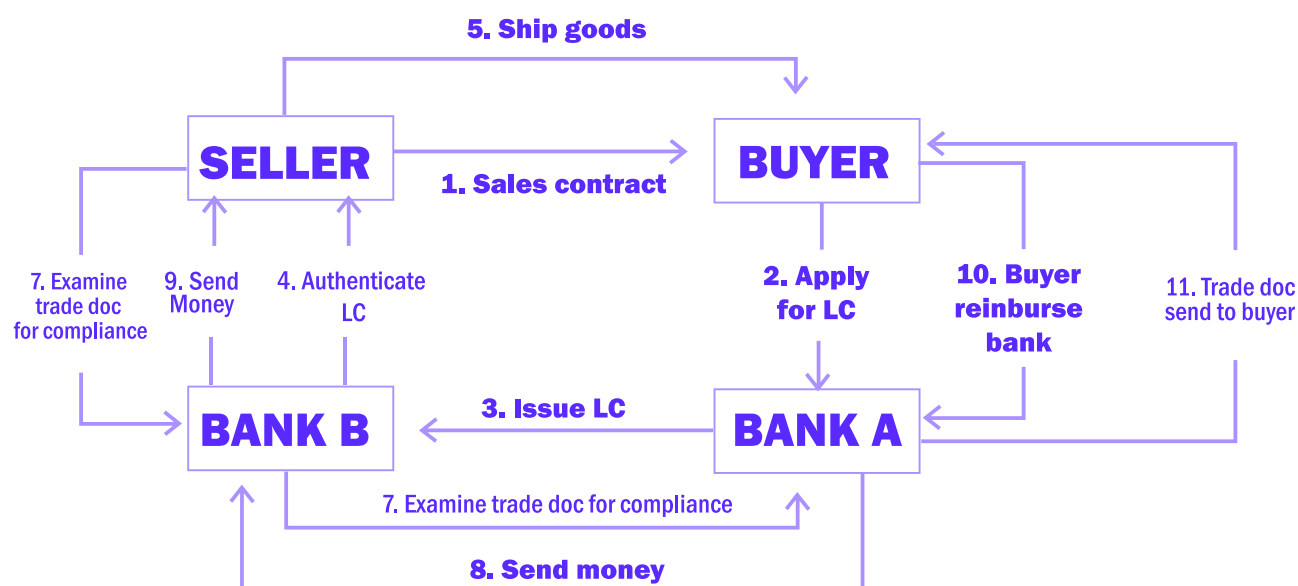 5. Ship goods
SELLER
BUYER
1. Sales contract
7. Examine
trade doc
for compliance
9. Send
Money
4. Authenticate
LC
2. Apply
for LC
10. Buyer
reimburse
bank
11. Trade doc
send to buyer
3. Issue LC
BANK B
BANK A
7. Examine trade doc for compliance
8. Send money